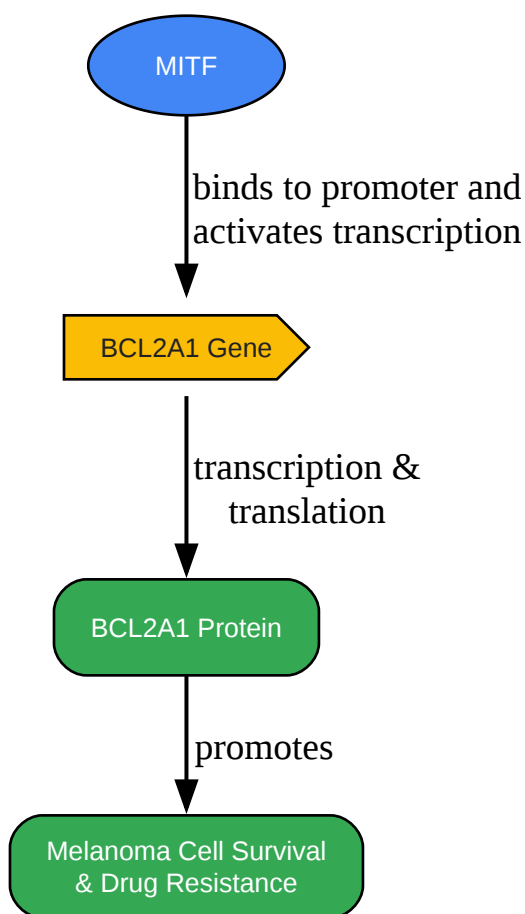 MITF
binds to promoter and
activates transcription
BCL2A1 Gene
transcription &
translation
BCL2A1 Protein
promotes
Melanoma Cell Survival
& Drug Resistance